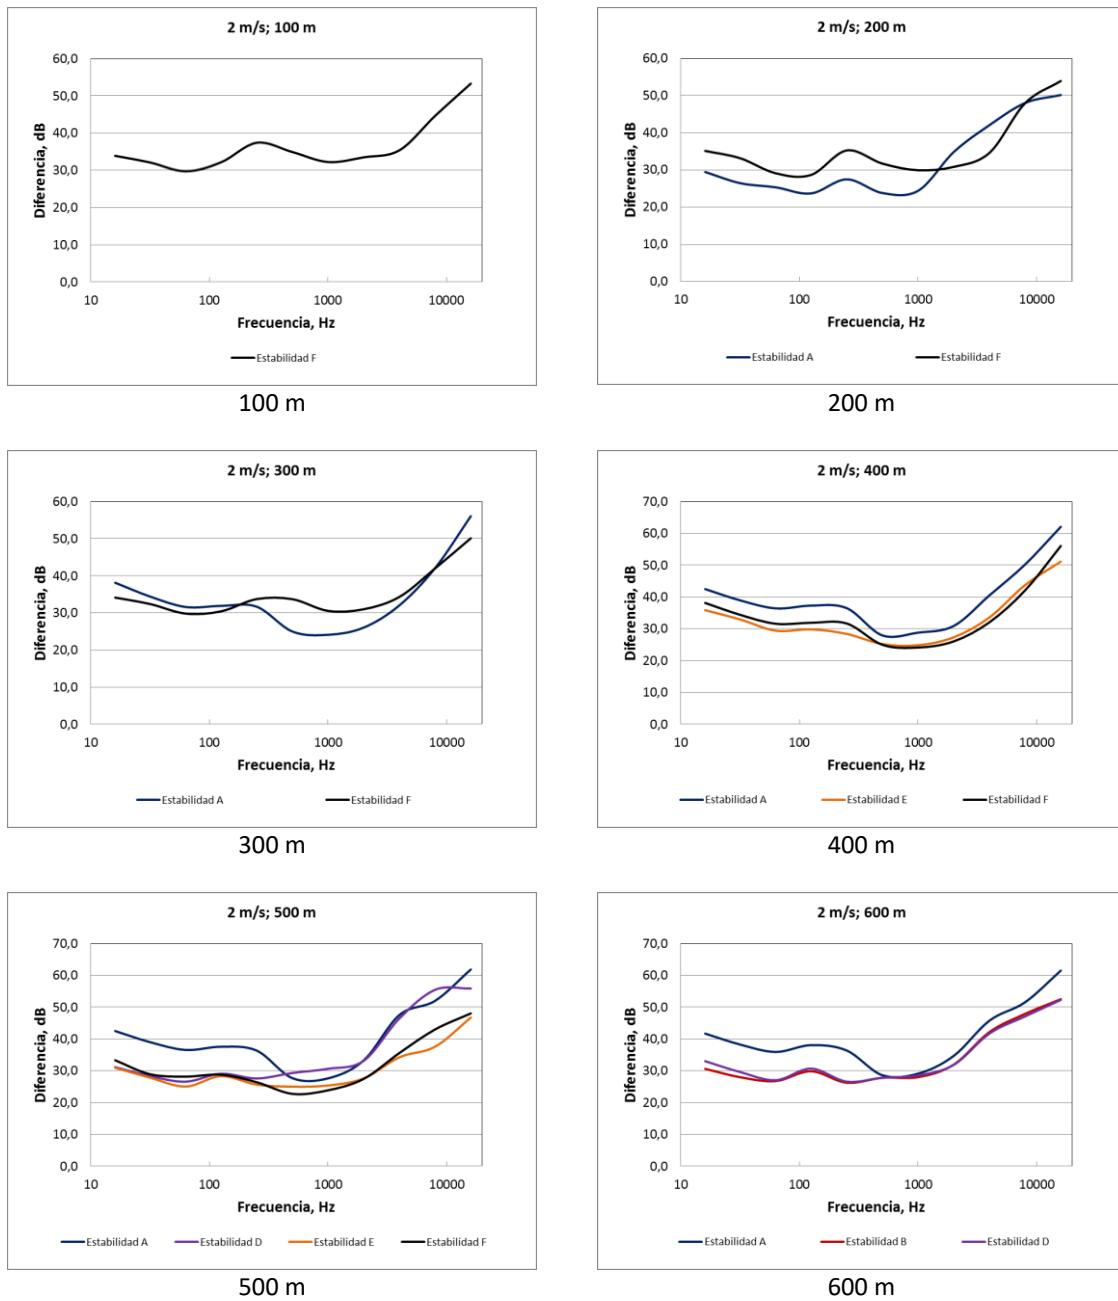 2 m/s; 100 m
60,0
50,0
40,0
30,0
20,0
10,0
0,0
Diferencia, dB
10 100 1000 10000
Frecuencia, Hz
Estabilidad F
100 m
2 m/s; 200 m
60,0
50,0
40,0
30,0
20,0
10,0
0,0
Diferencia, dB
10 100 1000 10000
Frecuencia, Hz
Estabilidad A Estabilidad F
200 m
2 m/s; 300 m
60,0
50,0
40,0
30,0
20,0
10,0
0,0
Diferencia, dB
10 100 1000 10000
Frecuencia, Hz
Estabilidad A Estabilidad F
300 m
2 m/s; 400 m
70,0
60,0
50,0
40,0
30,0
20,0
10,0
0,0
Diferencia, dB
10 100 1000 10000
Frecuencia, Hz
Estabilidad A Estabilidad E Estabilidad F
400 m
2 m/s; 500 m
70,0
60,0
50,0
40,0
30,0
20,0
10,0
0,0
Diferencia, dB
10 100 1000 10000
Frecuencia, Hz
Estabilidad A Estabilidad D Estabilidad E Estabilidad F
500 m
2 m/s; 600 m
70,0
60,0
50,0
40,0
30,0
20,0
10,0
0,0
Diferencia, dB
10 100 1000 10000
Frecuencia, Hz
Estabilidad A Estabilidad B Estabilidad D
600 m